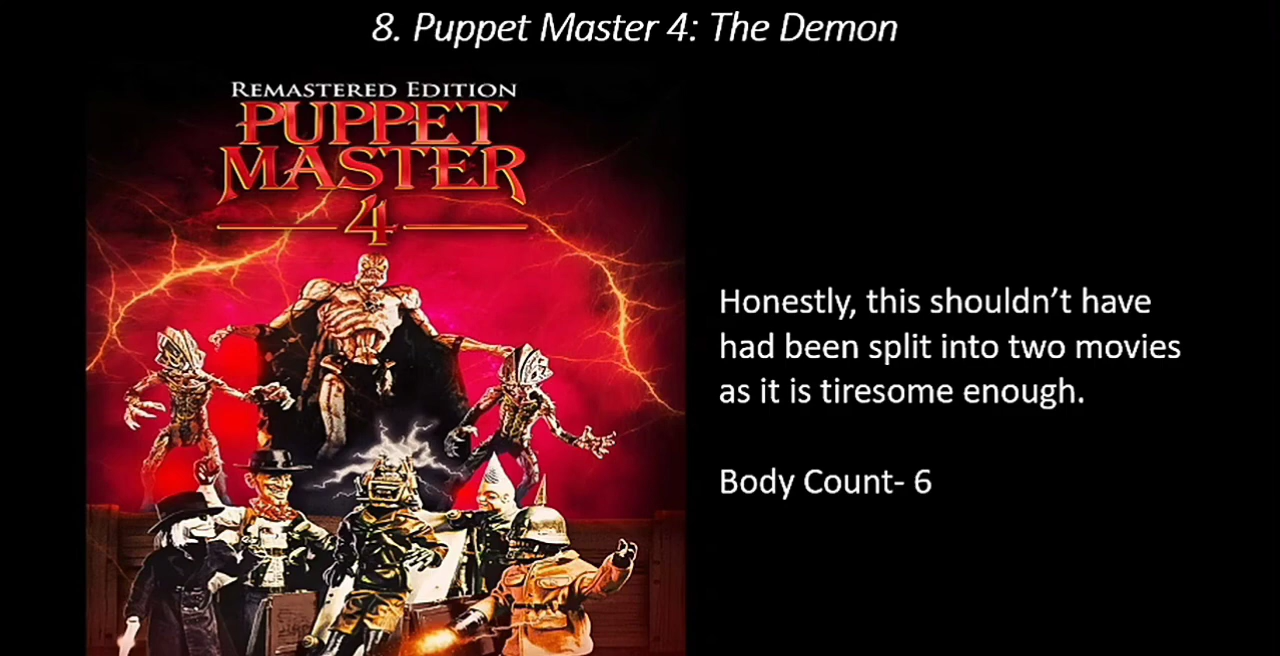 8. Puppet Master 4: The Demon
REMASTERED EDITION
PUPPET
MASTER
4
Honestly, this shouldn’t have
had been split into two movies
as it is tiresome enough.
Body Count- 6